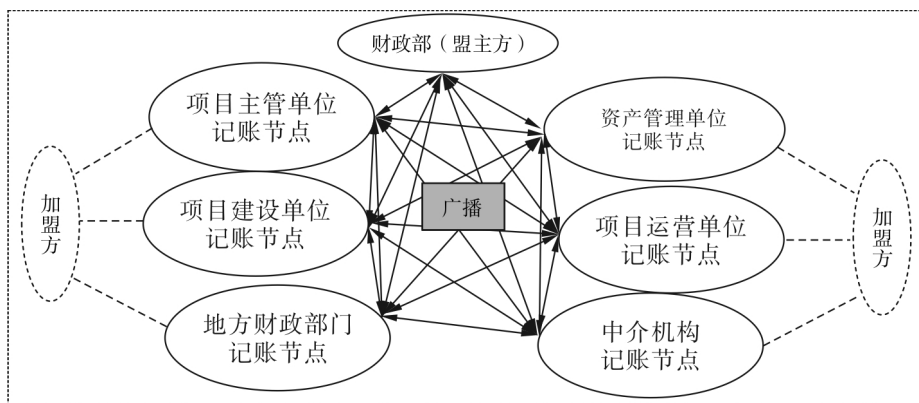 财政部（盟主方）
项目主管单位
记账节点
资产管理单位
记账节点
加盟方
项目建设单位
记账节点
广播
项目运营单位
记账节点
加盟方
地方财政部门
记账节点
中介机构
记账节点